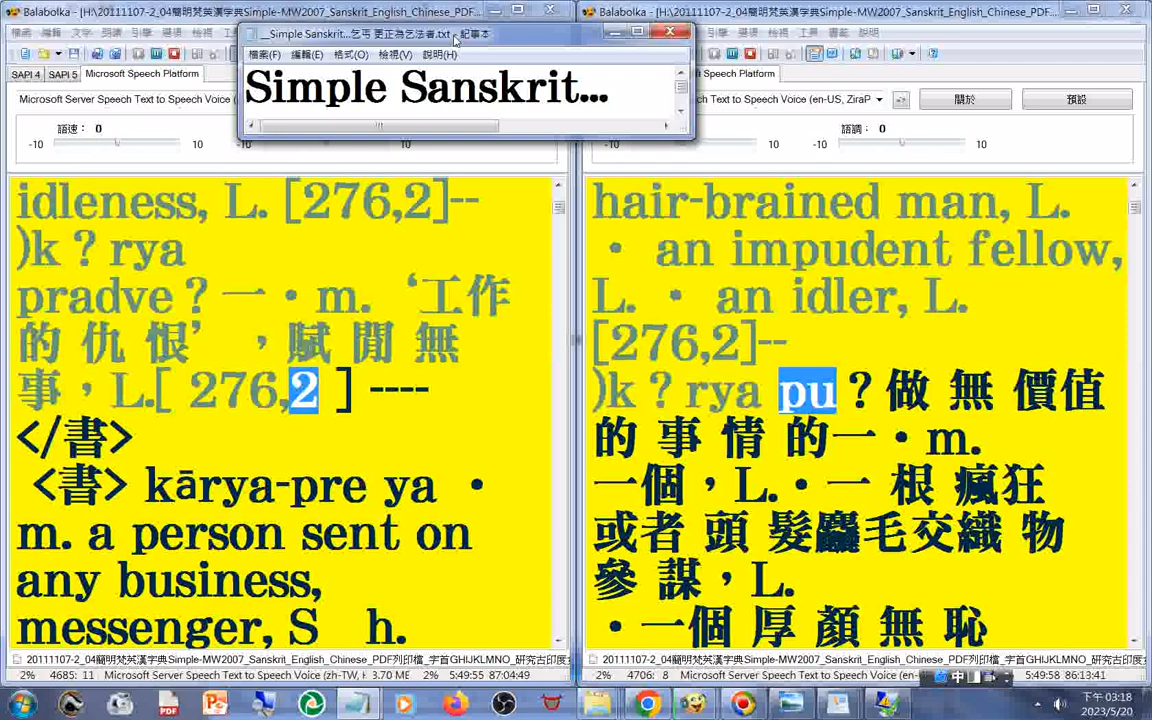 Balabolka - [H:\20111107-2_04簡明梵英漢字典Simple-MW2007_Sanskrit_English_Chinese_PDF...
Balabolka - [H:\20111107-2_04簡明梵英漢字典Simple-MW2007_Sanskrit_English_Chinese_PDF...
__Simple Sanskrit...乞丐 更正為乞法者.txt - 記事本
檔案(F) 編輯(E) 格式(O) 檢視(V) 說明(H)
Simple Sanskrit...
SAPI 4 SAPI 5 Microsoft Speech Platform
t Speech Platform
Microsoft Server Speech Text to Speech Voice (
ech Text to Speech Voice (en-US, ZiraP
關於
預設
語速： 0
語調： 0
-10 10 -10 10
-10 10 -10 10
idleness, L. [276,2]--
)k ? rya
pradve ? 一 • m. ‘工作
的 仇 恨’ ，賦 閒 無
事，L.[ 276,2 ] ----
</書>
<書> kārya-pre ya •
m. a person sent on
any business,
messenger, S h.
hair-brained man, L.
• an impudent fellow,
L. • an idler, L.
[276,2]--
)k ? rya pu ? 做 無 價值
的 事 情 的一 • m.
一個，L. • 一 根 瘋狂
或者 頭 髮麤毛交織 物
參 謀，L.
• 一個 厚 顏 無 恥
20111107-2_04簡明梵英漢字典Simple-MW2007_Sanskrit_English_Chinese_PDF列印檔_字首GHIJKLMNO_研究古印度
20111107-2_04簡明梵英漢字典Simple-MW2007_Sanskrit_English_Chinese_PDF列印檔_字首GHIJKLMNO_研究古印度
2% 4685: 11 Microsoft Server Speech Text to Speech Voice (zh-TW, H 3.70 ME 2% 5:49:55 87:04:49
2% 4706: 8 Microsoft Server Speech Text to Speech Voice 5:49:58 86:13:41
中
下午 03:18
2023/5/20